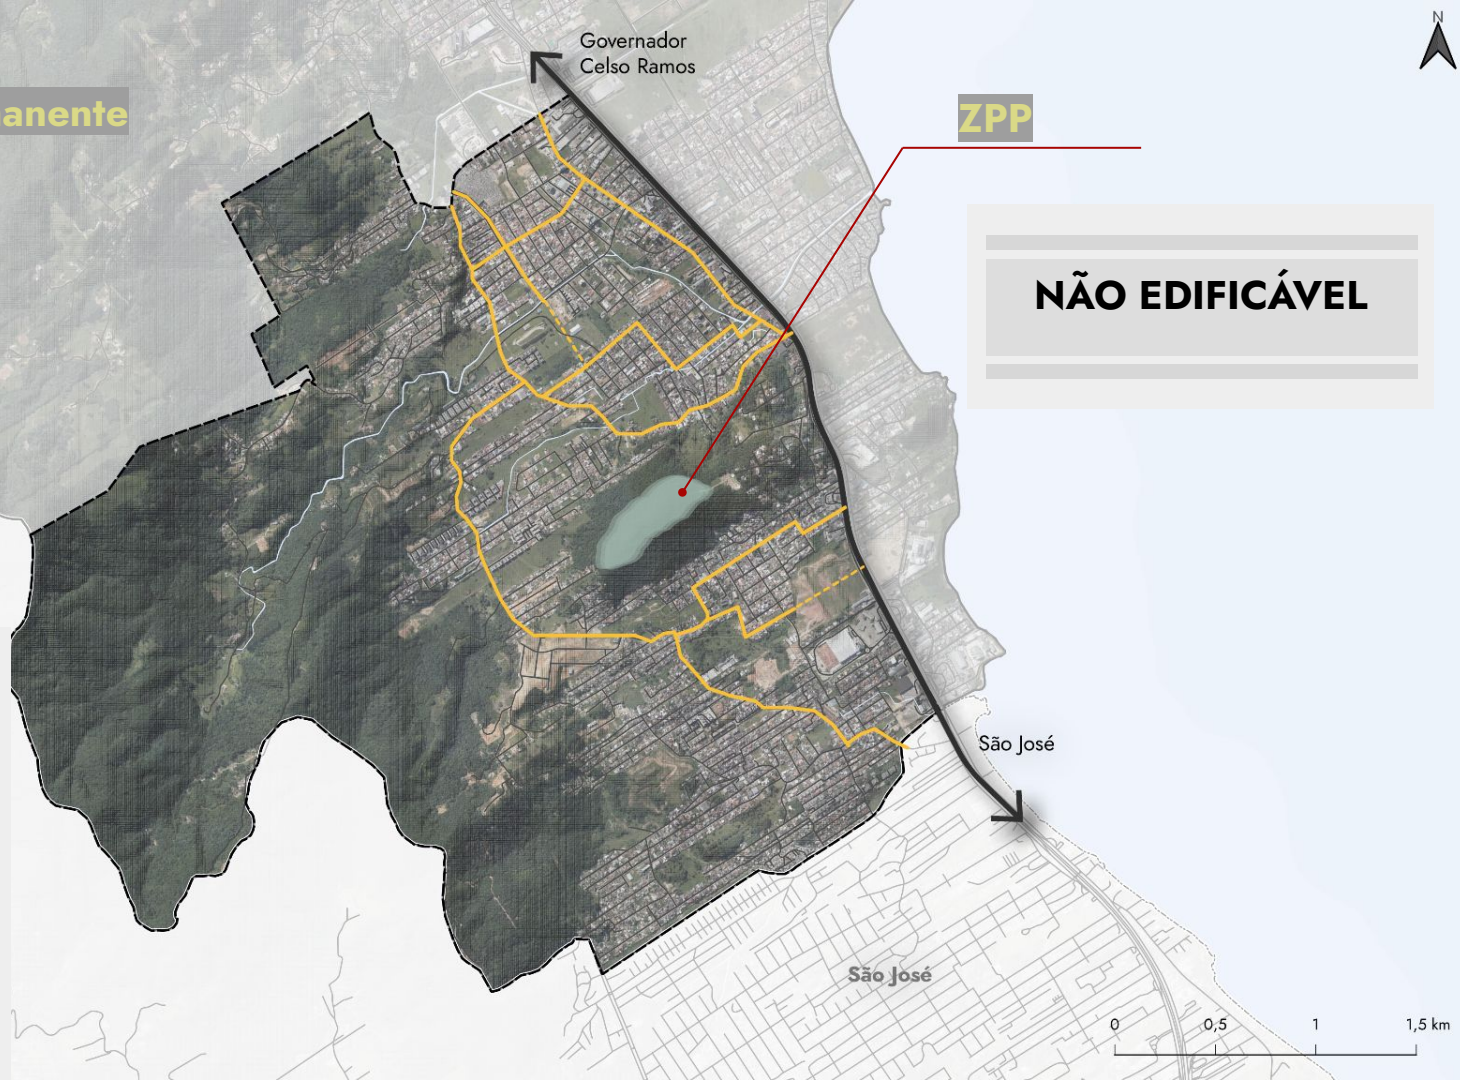 N
Governador
Celso Ramos
anente
ZPP
NÃO EDIFICÁVEL
São José
São José
0 0,5 1 1,5 km